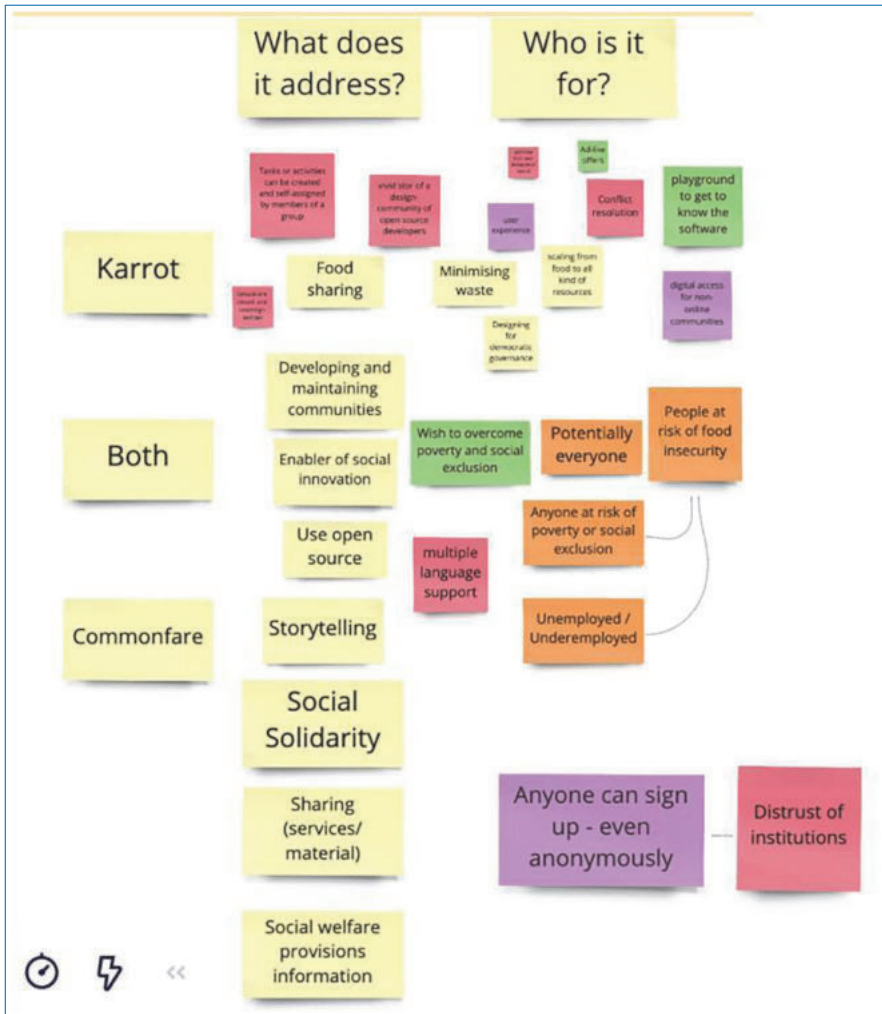 What does
it address?
Who is it
for?
Tasks or activities
can be created
and self-assigned
by members of a
group
vivid stor of a
design-
community of
open source
developers
Ad-live
offers
user
experience
Conflict
resolution
playground
to get to
know the
software
Karrot
Food
sharing
Minimising
waste
scaling from
food to all
kind of
resources
digital access
for non-
online
communities
Designing
for
democratic
governance
Developing and
maintaining
communities
Both
Enabler of social
innovation
Wish to overcome
poverty and social
exclusion
Potentially
everyone
People at
risk of food
insecurity
Use open
source
multiple
language
support
Anyone at risk of
poverty or social
exclusion
Commonfare
Storytelling
Unemployed /
Underemployed
Social
Solidarity
Sharing
(services/
material)
Anyone can sign
up - even
anonymously
Distrust of
institutions
Social welfare
provisions
information